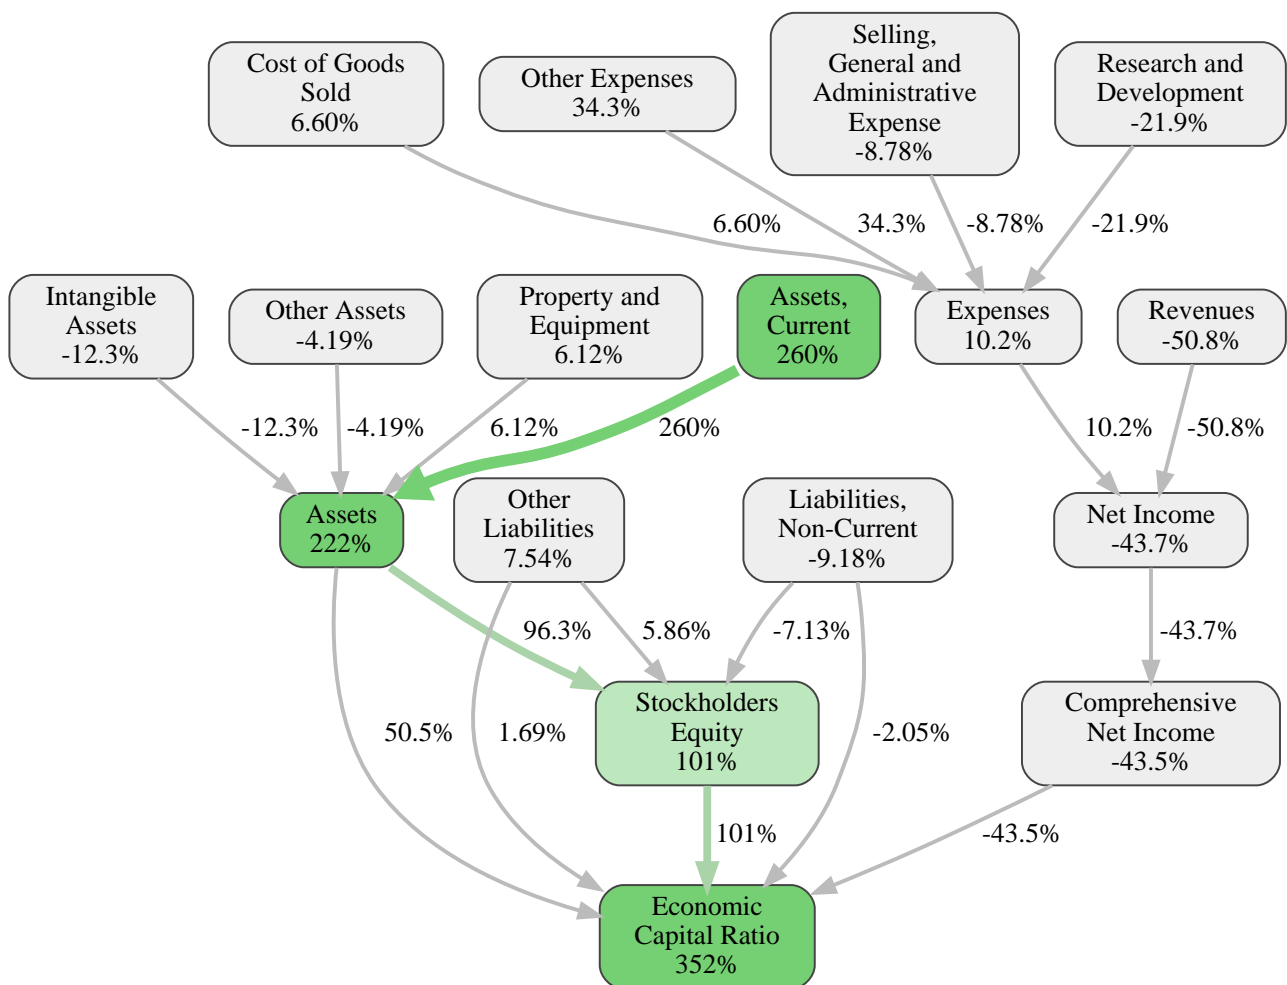 Cost of Goods
Sold
6.60%
Other Expenses
34.3%
Selling,
General and
Administrative
Expense
-8.78%
Research and
Development
-21.9%
6.60%
34.3%
-8.78%
-21.9%
Intangible
Assets
-12.3%
Other Assets
-4.19%
Property and
Equipment
6.12%
Assets,
Current
260%
Expenses
10.2%
Revenues
-50.8%
-12.3%
-4.19%
6.12%
260%
10.2%
-50.8%
Assets
222%
Other
Liabilities
7.54%
Liabilities,
Non-Current
-9.18%
Net Income
-43.7%
96.3%
5.86%
-7.13%
-43.7%
Stockholders
Equity
101%
Comprehensive
Net Income
-43.5%
50.5%
1.69%
-2.05%
101%
-43.5%
Economic
Capital Ratio
352%